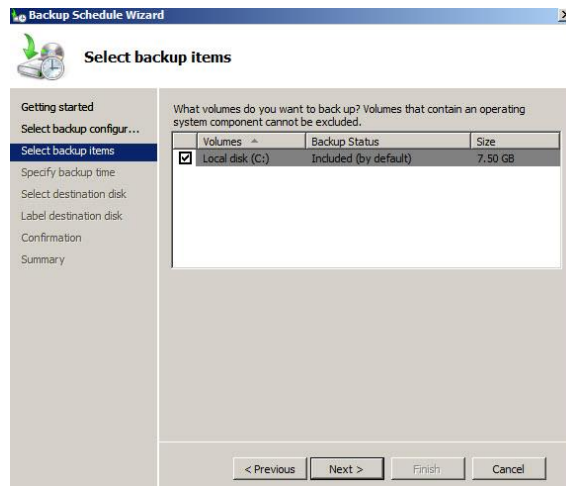 Backup Schedule Wizard
Select backup items
Getting started
Select backup configur...
Select backup items
Specify backup time
Select destination disk
Label destination disk
Confirmation
Summary
What volumes do you want to back up? Volumes that contain an operating
system component cannot be excluded.
Volumes Backup Status Size
Local disk (C:) Included (by default) 7.50 GB
< Previous Next > Finish Cancel